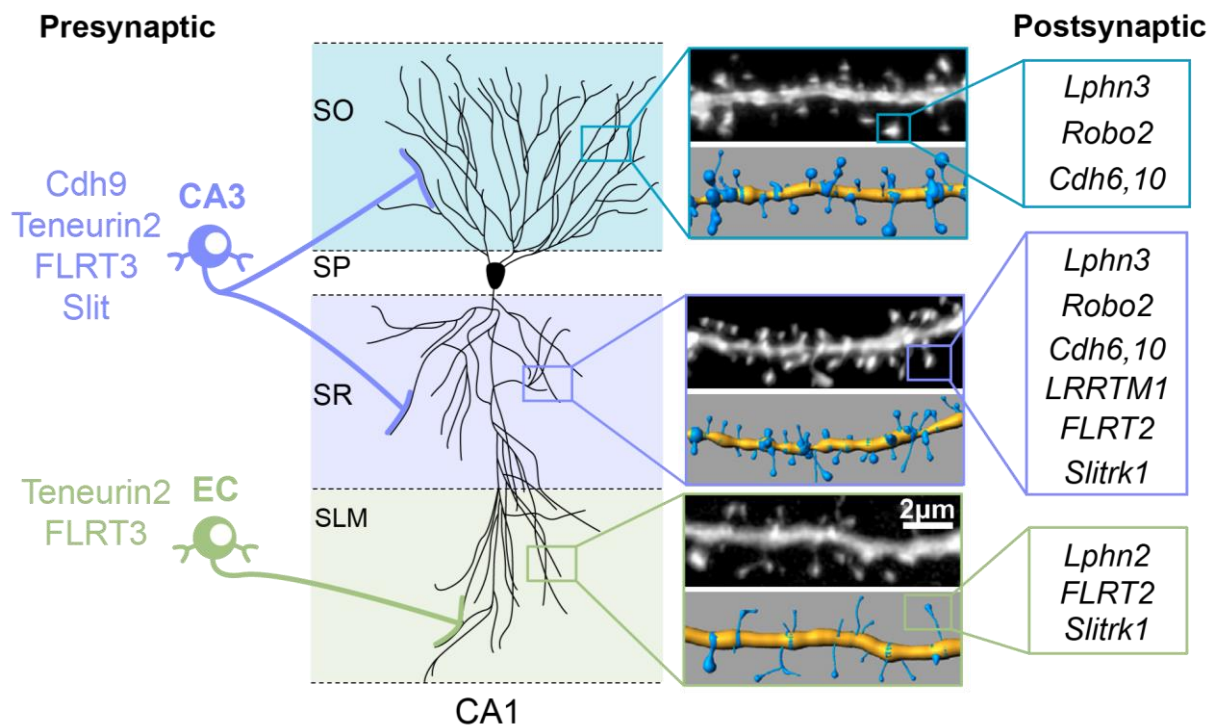 Presynaptic
Postsynaptic
SO
SP
SR
SLM
CA1
Cdh9
Teneurin2
FLRT3
Slit
CA3
Teneurin2
FLRT3
EC
2μm
Lphn3
Robo2
Cdh6,10
Lphn3
Robo2
Cdh6,10
LRRTM1
FLRT2
Slitrk1
Lphn2
FLRT2
Slitrk1